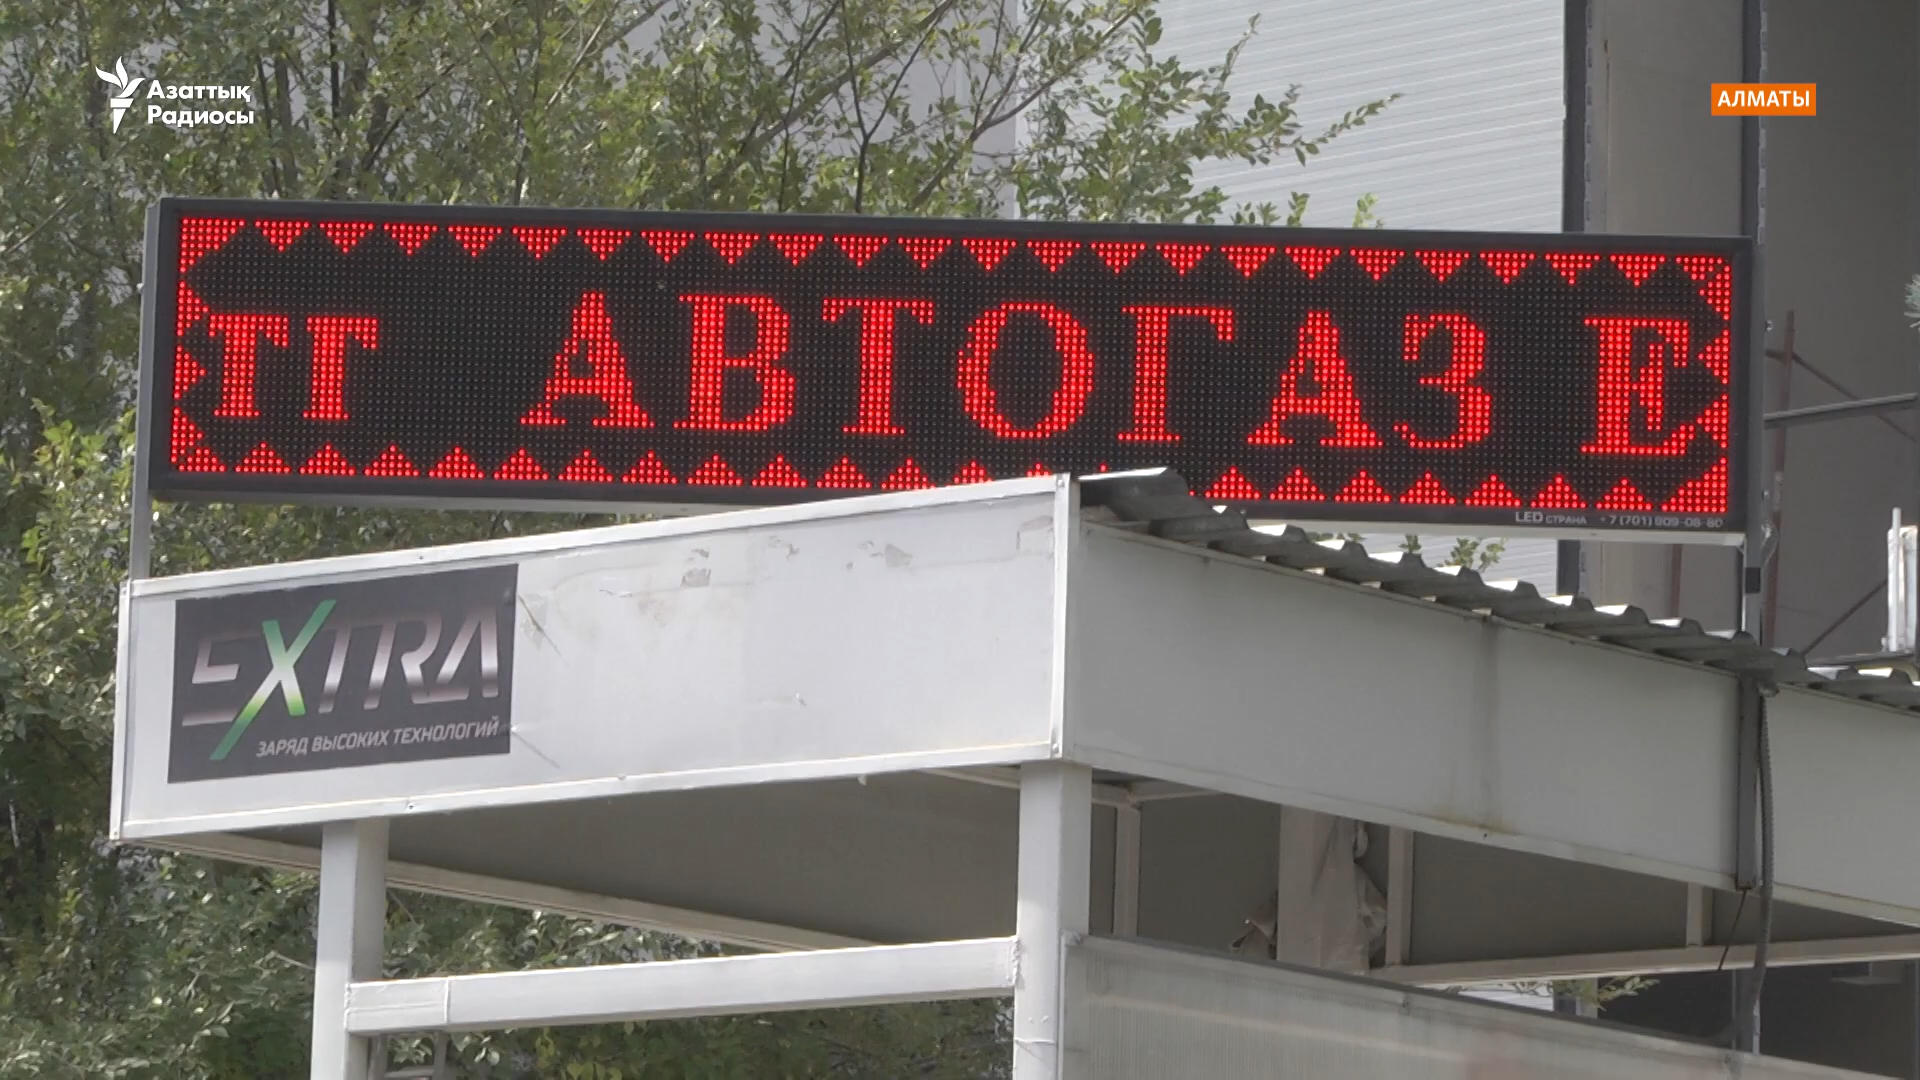 Азаттық
Радиосы
АЛМАТЫ
тг АВТОГАЗ Е
LED СТРАНА +7 (701) 909-08-80
EXTRA
ЗАРЯД ВЫСОКИХ ТЕХНОЛОГИЙ